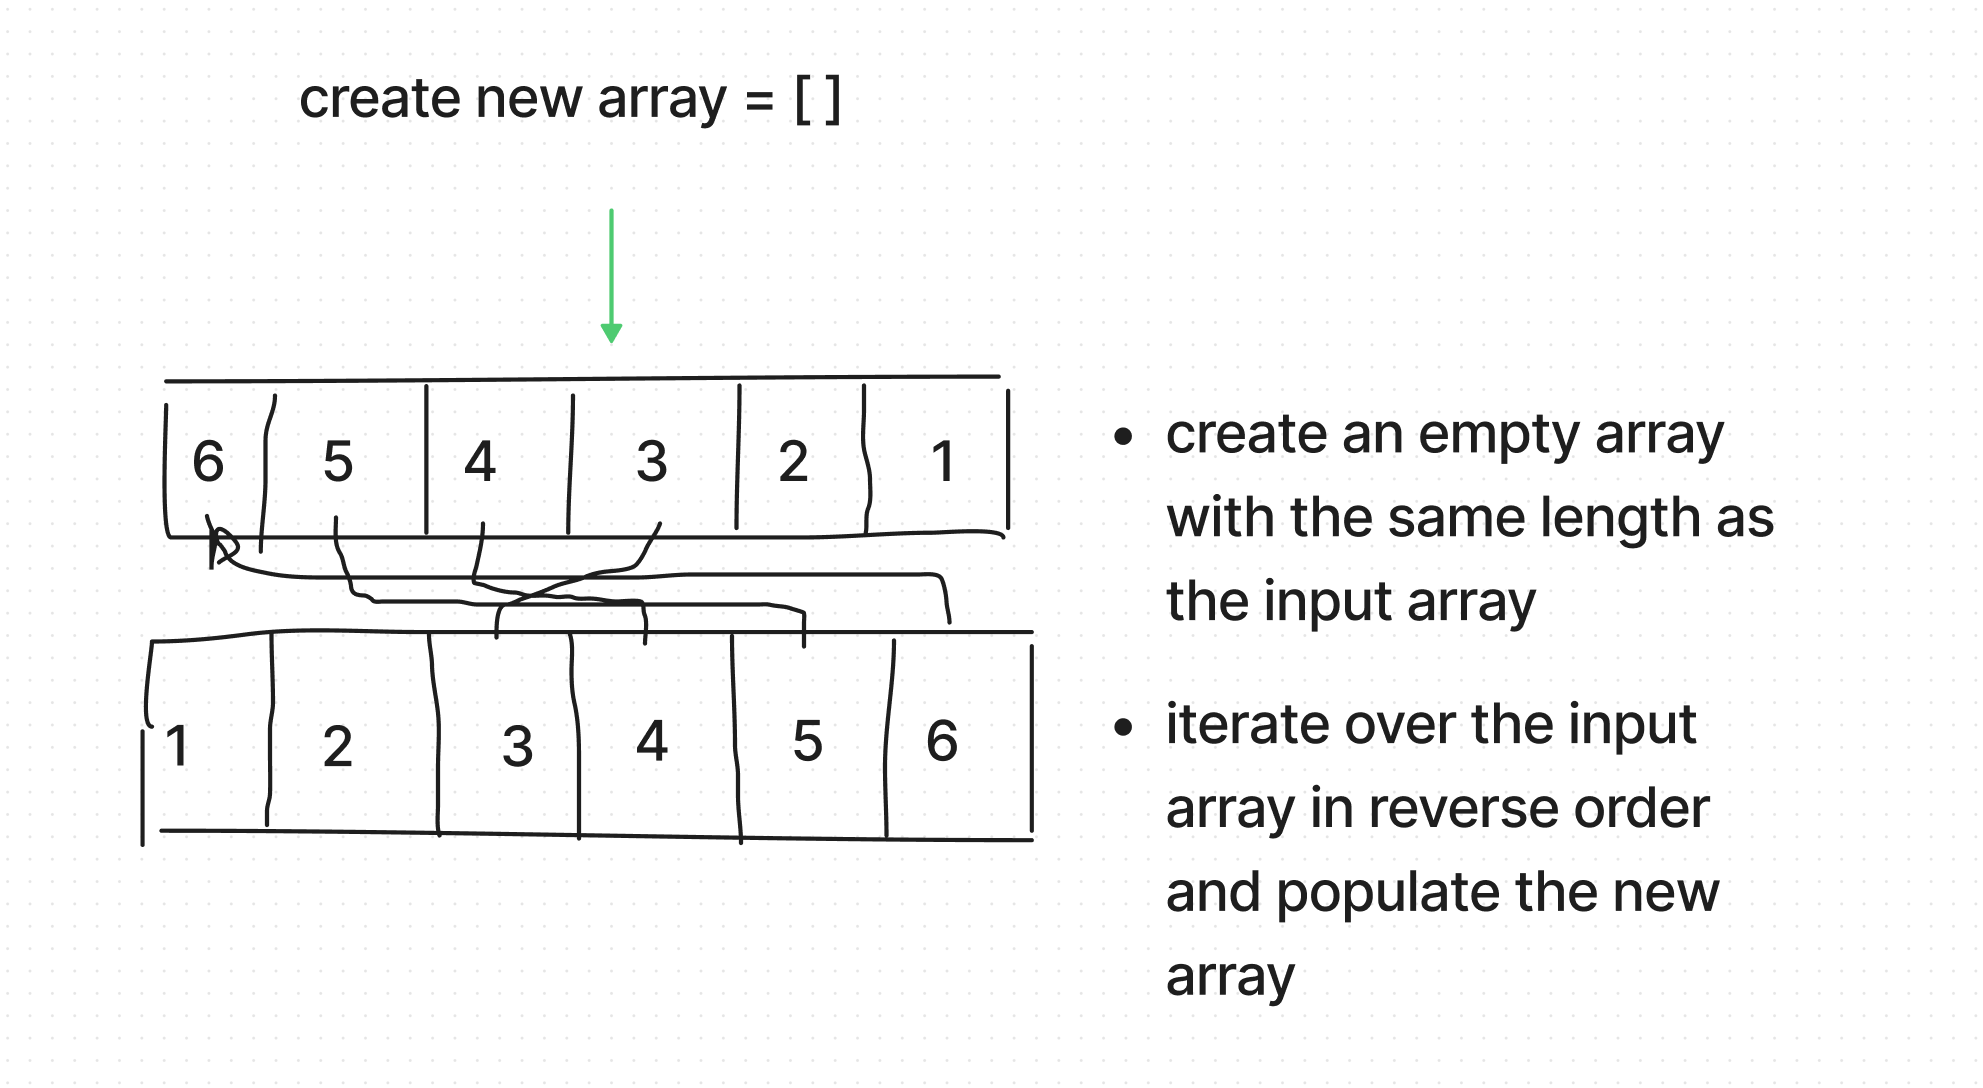 create new array = [ ]
6 5 4 3 2 1
1 2 3 4 5 6
• create an empty array
with the same length as
the input array
• iterate over the input
array in reverse order
and populate the new
array